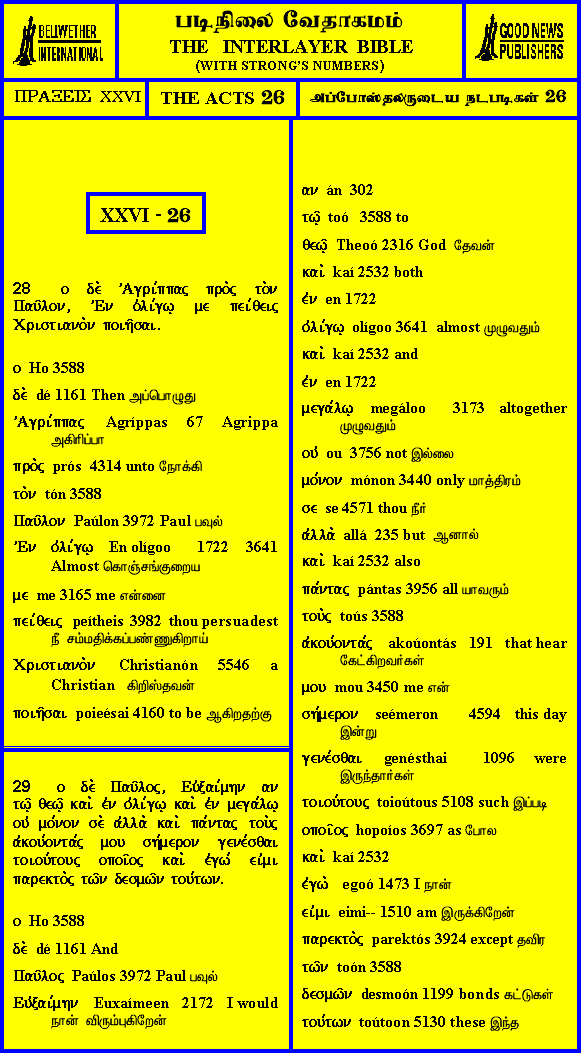 BELLWETHER
INTERNATIONAL
படிநிலை வேதாகமம்
THE INTERLAYER BIBLE
(WITH STRONG'S NUMBERS)
GOOD NEWS
PUBLISHERS
ΠΡΑΞΕΙΣ XXVI
THE ACTS 26
அப்போஸ்தலருடைய நடபடிகள் 26
XXVI - 26
28 ο δὲ Ἀγρίππας πρὸς τὸν
Παῦλον, Ἐν ὀλίγῳ με πείθεις
Χριστιανὸν ποιῆσαι.
ο Ho 3588
δὲ dé 1161 Then அப்பொழுது
Ἀγρίππας Agríppas 67 Agrippa
அகிரிப்பா
πρὸς prós 4314 unto நோக்கி
τὸν tón 3588
Παῦλον Paúlon 3972 Paul பவுல்
Ἐν ὀλίγῳ En olígoo 1722 3641
Almost கொஞ்சங்குறைய
με me 3165 me என்னை
πείθεις peítheis 3982 thou persuadest
நீ சம்மதிக்கப்பண்ணுகிறாய்
Χριστιανὸν Christianón 5546 a
Christian கிறிஸ்தவன்
ποιῆσαι poieésai 4160 to be ஆகிறதற்கு
29 ο δὲ Παῦλος, Εὐξαίμην αν
τῷ θεῷ καὶ ἐν ὀλίγῳ καὶ ἐν μεγάλῳ
οὐ μόνον σὲ ἀλλὰ καὶ πάντας τοὺς
ἀκούοντάς μου σήμερον γενέσθαι
τοιούτους οποῖος καὶ ἐγώ εἰμι
παρεκτὸς τῶν δεσμῶν τούτων.
ο Ho 3588
δὲ dé 1161 And
Παῦλος Paúlos 3972 Paul பவுல்
Εὐξαίμην Euxaímeen 2172 I would
நான் விரும்புகிறேன்
αν án 302
τῷ toó 3588 to
θεῷ Theoó 2316 God தேவன்
καὶ kaí 2532 both
ἐν en 1722
ὀλίγῳ olígoo 3641 almost முழுவதும்
καὶ kaí 2532 and
ἐν en 1722
μεγάλῳ megáloo 3173 altogether
முழுவதும்
οὐ ou 3756 not இல்லை
μόνον mónon 3440 only மாத்திரம்
σε se 4571 thou நீர்
ἀλλὰ allá 235 but ஆனால்
καὶ kaí 2532 also
πάντας pántas 3956 all யாவரும்
τοὺς toús 3588
ἀκούοντάς akoúontás 191 that hear
கேட்கிறவர்கள்
μου mou 3450 me என்
σήμερον seémeron 4594 this day
இன்று
γενέσθαι genésthai 1096 were
இருந்தார்கள்
τοιούτους toioútous 5108 such இப்படி
οποῖος hopoíos 3697 as போல
καὶ kaí 2532
ἐγὼ egoó 1473 I நான்
εἰμι eimi-- 1510 am இருக்கிறேன்
παρεκτὸς parektós 3924 except தவிர
τῶν toón 3588
δεσμῶν desmoón 1199 bonds கட்டுகள்
τούτων toútoon 5130 these இந்த